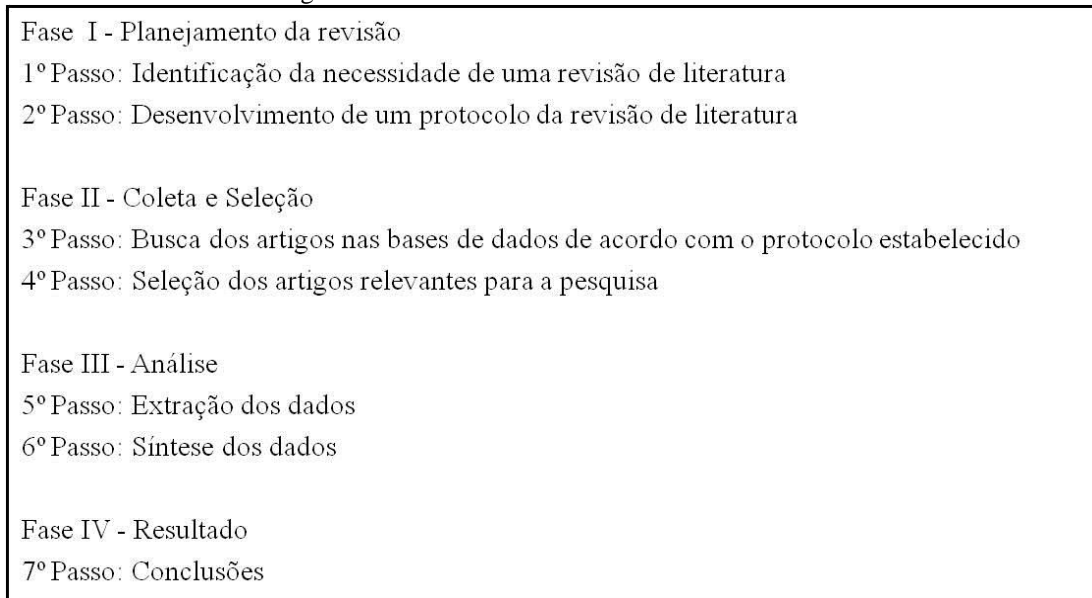 Fase I - Planejamento da revisão
1º Passo: Identificação da necessidade de uma revisão de literatura
2º Passo: Desenvolvimento de um protocolo da revisão de literatura
Fase II - Coleta e Seleção
3º Passo: Busca dos artigos nas bases de dados de acordo com o protocolo estabelecido
4º Passo: Seleção dos artigos relevantes para a pesquisa
Fase III - Análise
5º Passo: Extração dos dados
6º Passo: Síntese dos dados
Fase IV - Resultado
7º Passo: Conclusões